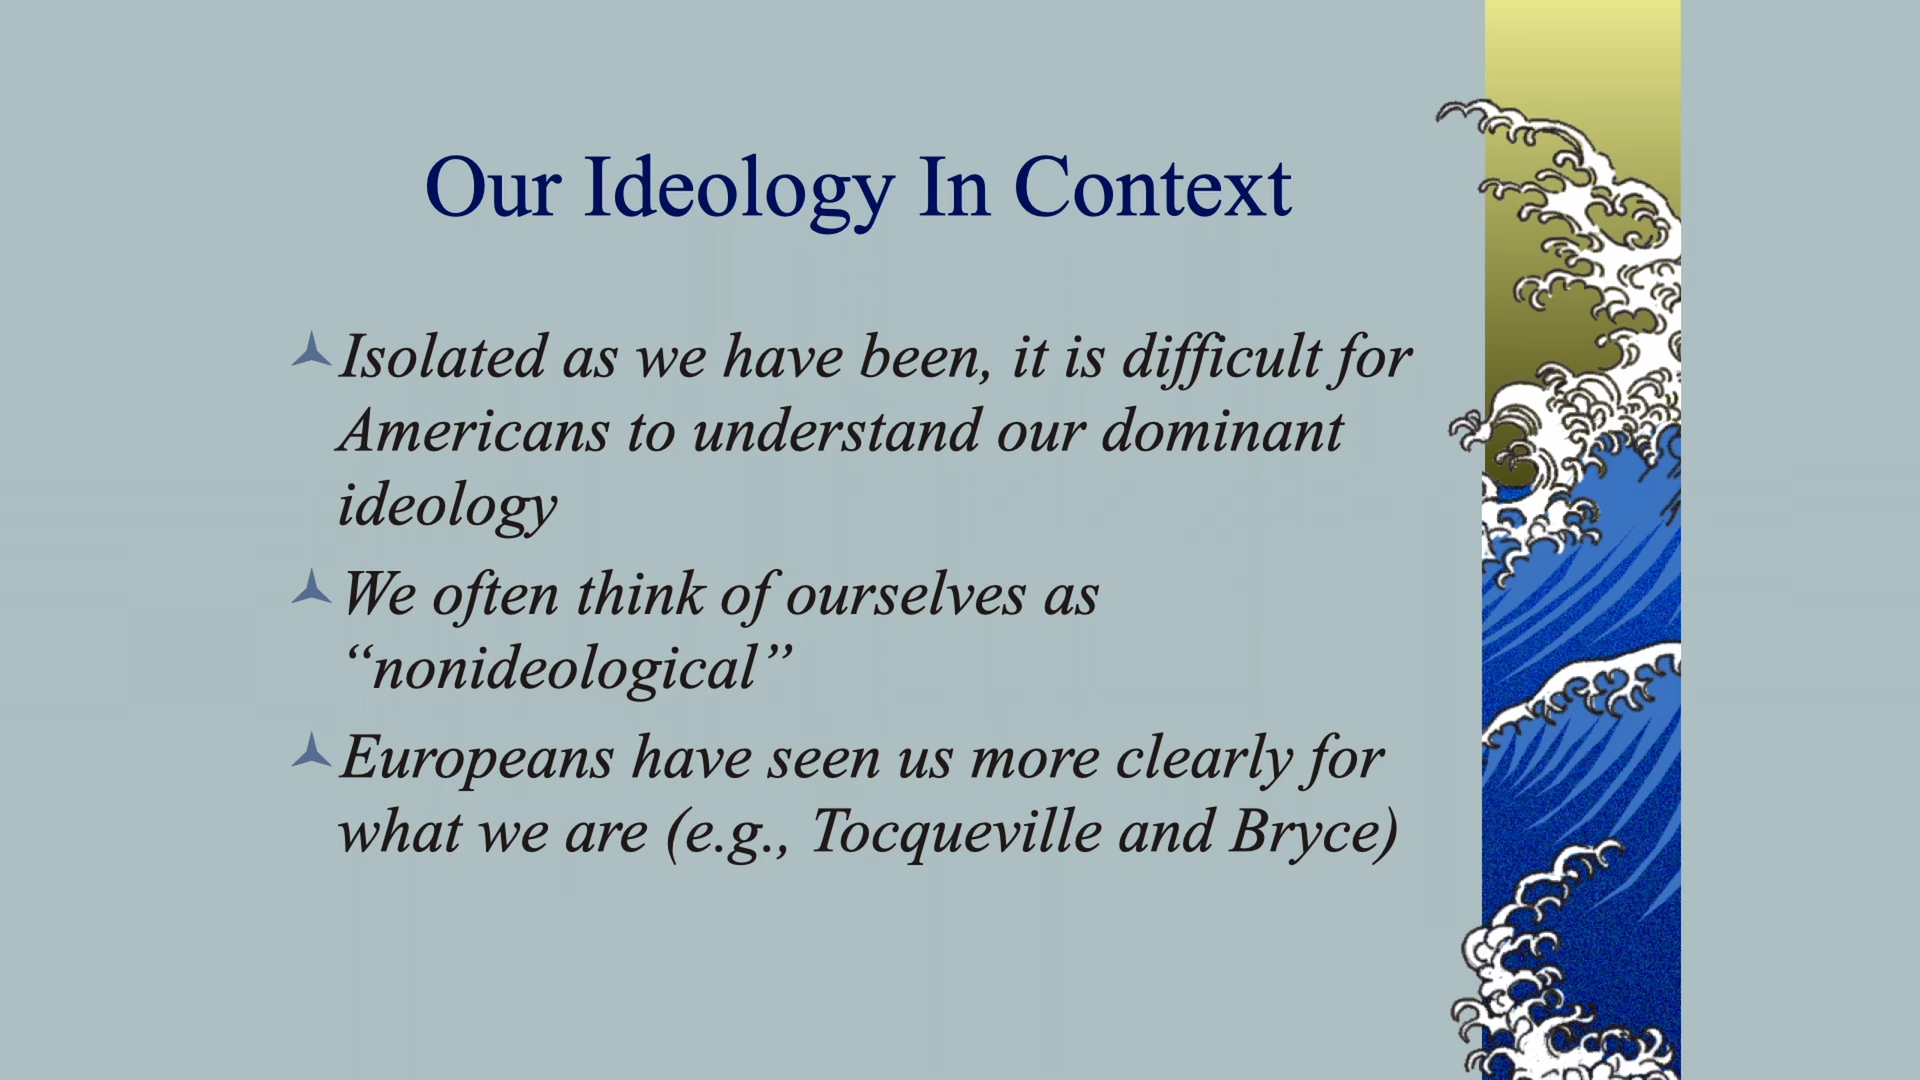 Our Ideology In Context
Isolated as we have been, it is difficult for
Americans to understand our dominant
ideology
We often think of ourselves as
“nonideological”
Europeans have seen us more clearly for
what we are (e.g., Tocqueville and Bryce)